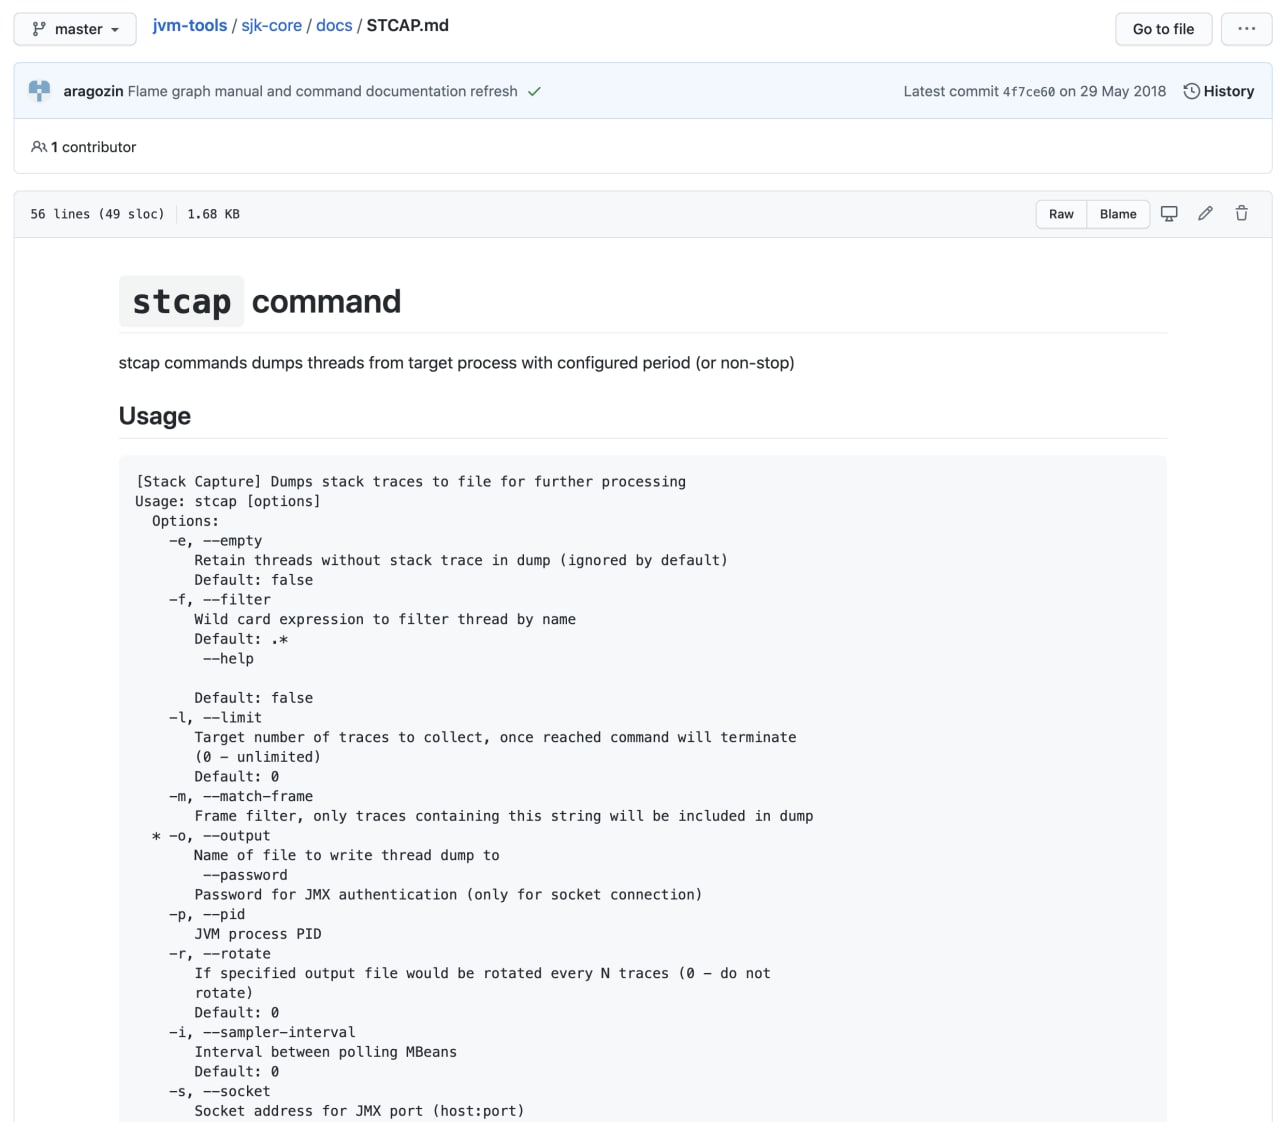 master
jvm-tools / sjk-core / docs / STCAP.md
Go to file
...
aragozin Flame graph manual and command documentation refresh
Latest commit 4f7ce60 on 29 May 2018
History
1 contributor
56 lines (49 sloc)
1.68 KB
Raw
Blame
stcap command
stcap commands dumps threads from target process with configured period (or non-stop)
Usage
[Stack Capture] Dumps stack traces to file for further processing
Usage: stcap [options]
Options:
-e, --empty
Retain threads without stack trace in dump (ignored by default)
Default: false
-f, --filter
Wild card expression to filter thread by name
Default: .*
--help
Default: false
-l, --limit
Target number of traces to collect, once reached command will terminate
(0 - unlimited)
Default: 0
-m, --match-frame
Frame filter, only traces containing this string will be included in dump
* -o, --output
Name of file to write thread dump to
--password
Password for JMX authentication (only for socket connection)
-p, --pid
JVM process PID
-r, --rotate
If specified output file would be rotated every N traces (0 - do not
rotate)
Default: 0
-i, --sampler-interval
Interval between polling MBeans
Default: 0
-s, --socket
Socket address for JMX port (host:port)